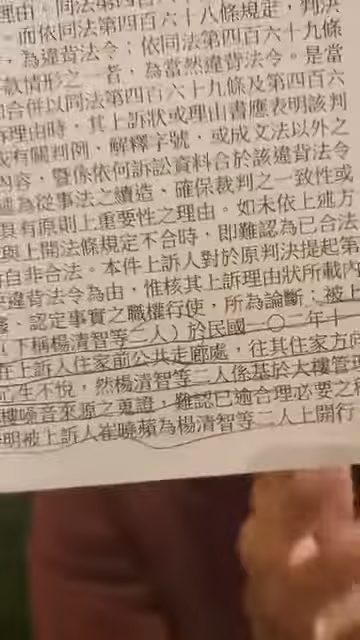 理由。同法第四百
。而依同法第四百六十八條規定，判決
，為違背法令；依同法第四百六十九條
款情形之一者，為當然違背法令。是當
如合併以同法第四百六十九條及第四百六
訴理由時，其上訴狀或理由書應表明該判
或有關判例、解釋字號，或成文法以外之
內容，暨係依何訴訟資料合於該違背法令
述為從事法之續造、確保裁判之一致性或
具有原則上重要性之理由。如未依上述方
與上開法條規定不合時，即難認為已合法
自非合法。本件上訴人對於原判決提起第
違背法令為由，惟核其上訴理由狀所載內
據、認定事實之職權行使，所為論斷：被上
（下稱楊清智等二人）於民國一〇二年十
在上訴人住家前公共走廊處，往其住家方向
心生不悅，然楊清智等二人係基於大樓管理
樓噪音來源之蒐證，難認已逾合理必要之
明被上訴人崔曉蘋為楊清智等二人上開行